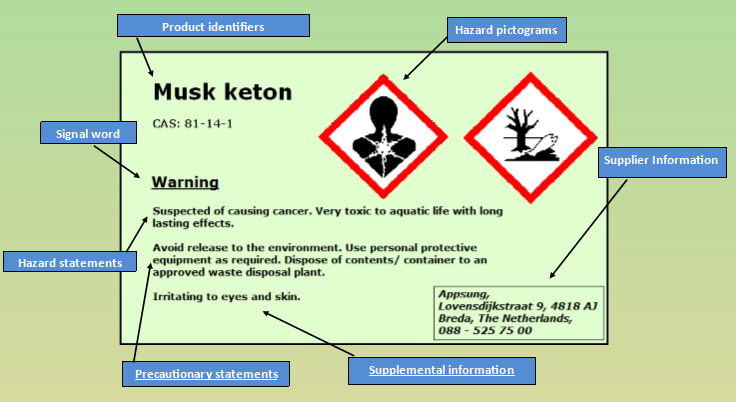 Product identifiers
Hazard pictograms
Musk keton
CAS: 81-14-1
Signal word
Supplier Information
Warning
Suspected of causing cancer. Very toxic to aquatic life with long
lasting effects.
Hazard statements
Avoid release to the environment. Use personal protective
equipment as required. Dispose of contents/ container to an
approved waste disposal plant.
Irritating to eyes and skin.
Appsung,
Lovensdijkstraat 9, 4818 AJ
Breda, The Netherlands,
088 - 525 75 00
Precautionary statements
Supplemental information